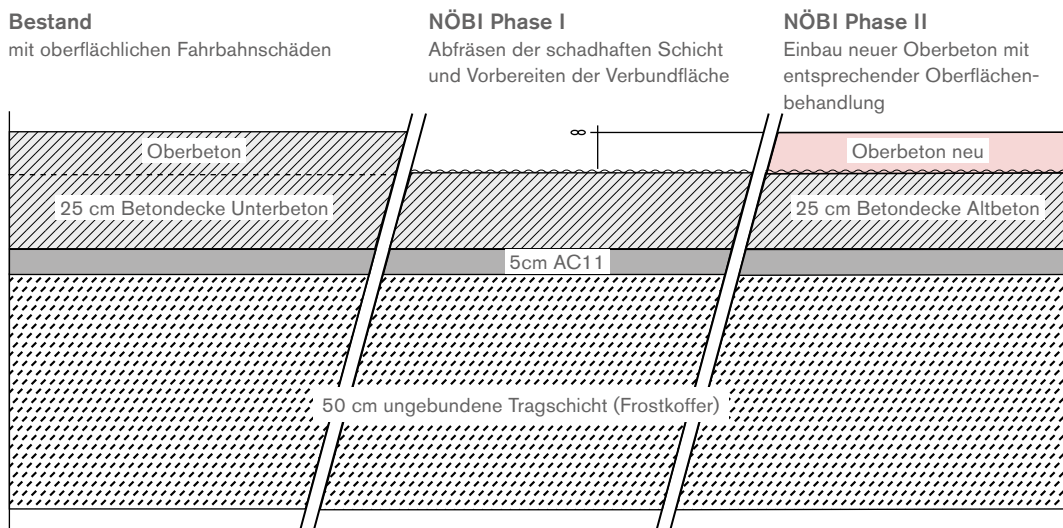 Bestand
mit oberflächlichen Fahrbahnschäden
NÖBI Phase I
Abfräsen der schadhaften Schicht
und Vorbereiten der Verbundfläche
NÖBI Phase II
Einbau neuer Oberbeton mit
entsprechender Oberflächen-
behandlung
8
Oberbeton
Oberbeton neu
25 cm Betondecke Unterbeton
25 cm Betondecke Altbeton
5cm AC11
50 cm ungebundene Tragschicht (Frostkoffer)